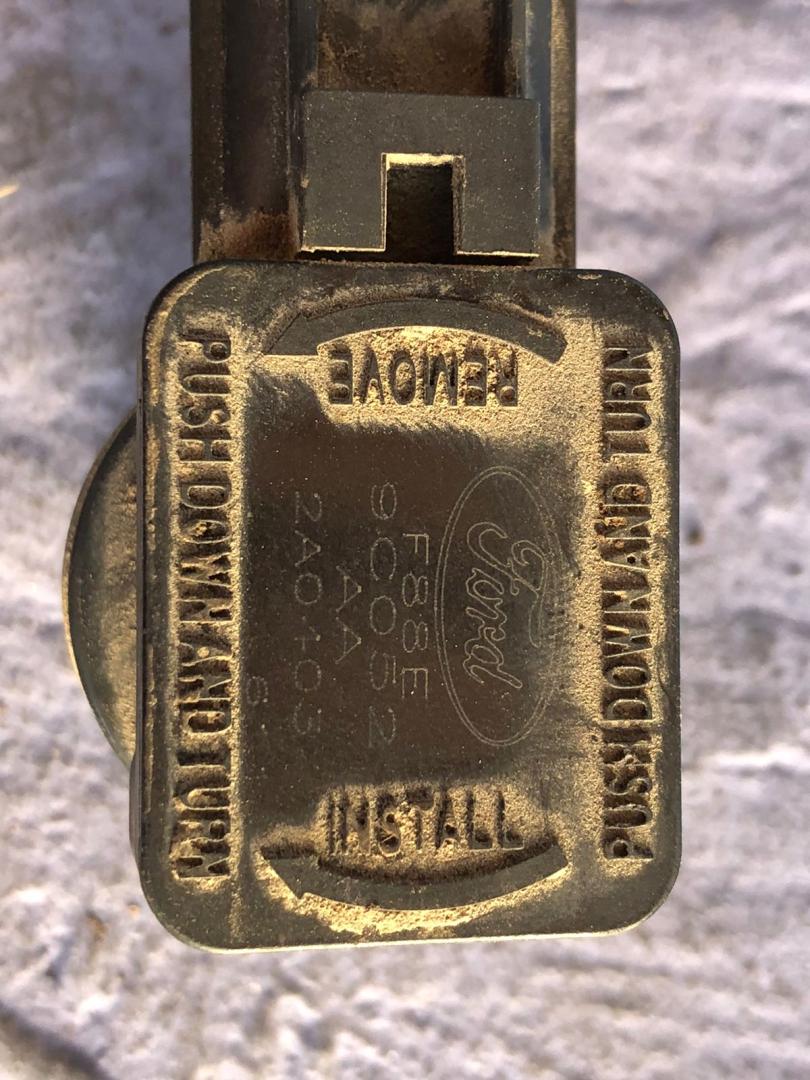 REMOVE
PUSH DOWN AND TURN
PUSH DOWN AND TURN
Ford
F88E
9C052
AA
2A0403
INSTALL